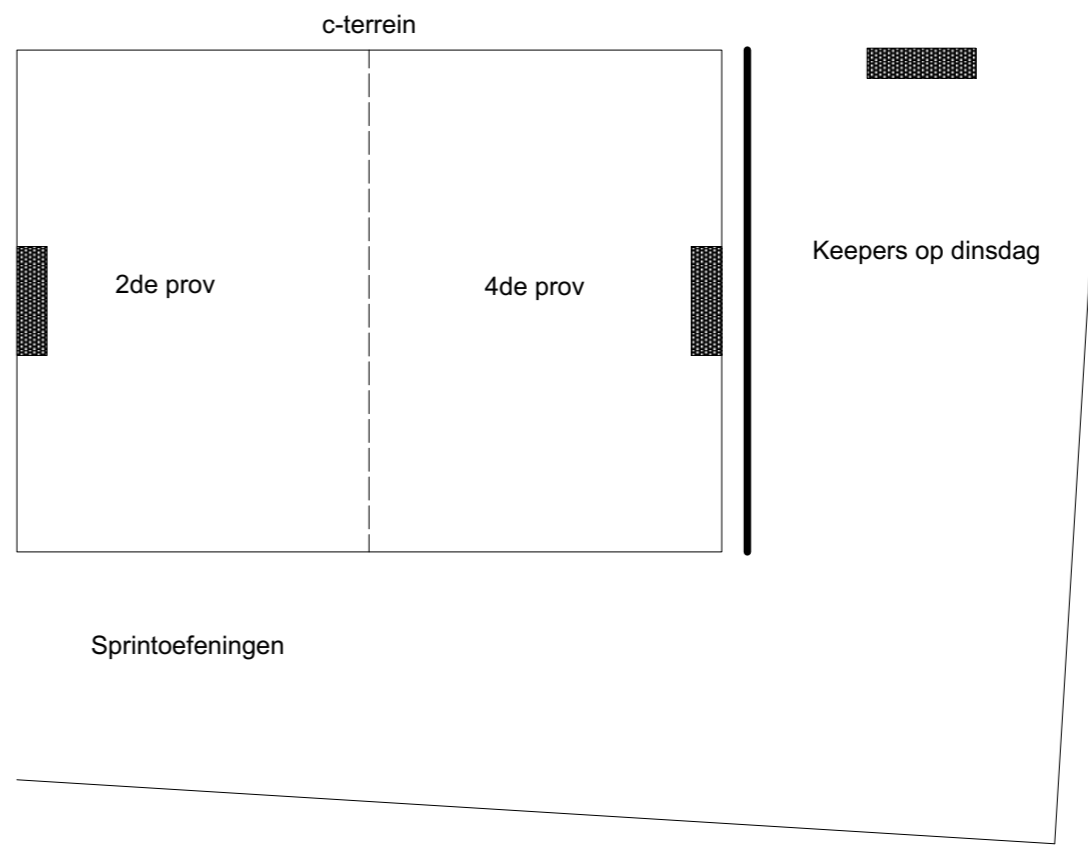 c-terrein
Keepers op dinsdag
2de prov
4de prov
Sprintoefeningen